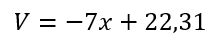 V = −7x + 22,31